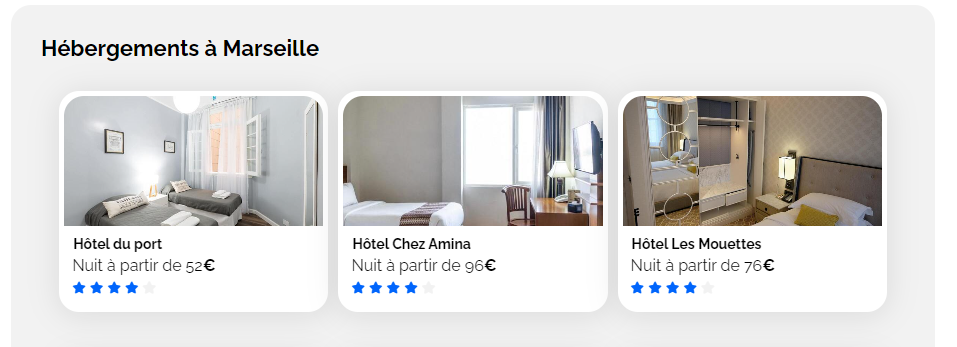 Hébergements à Marseille
Hôtel du port
Nuit à partir de 52€
Hôtel Chez Amina
Nuit à partir de 96€
Hôtel Les Mouettes
Nuit à partir de 76€